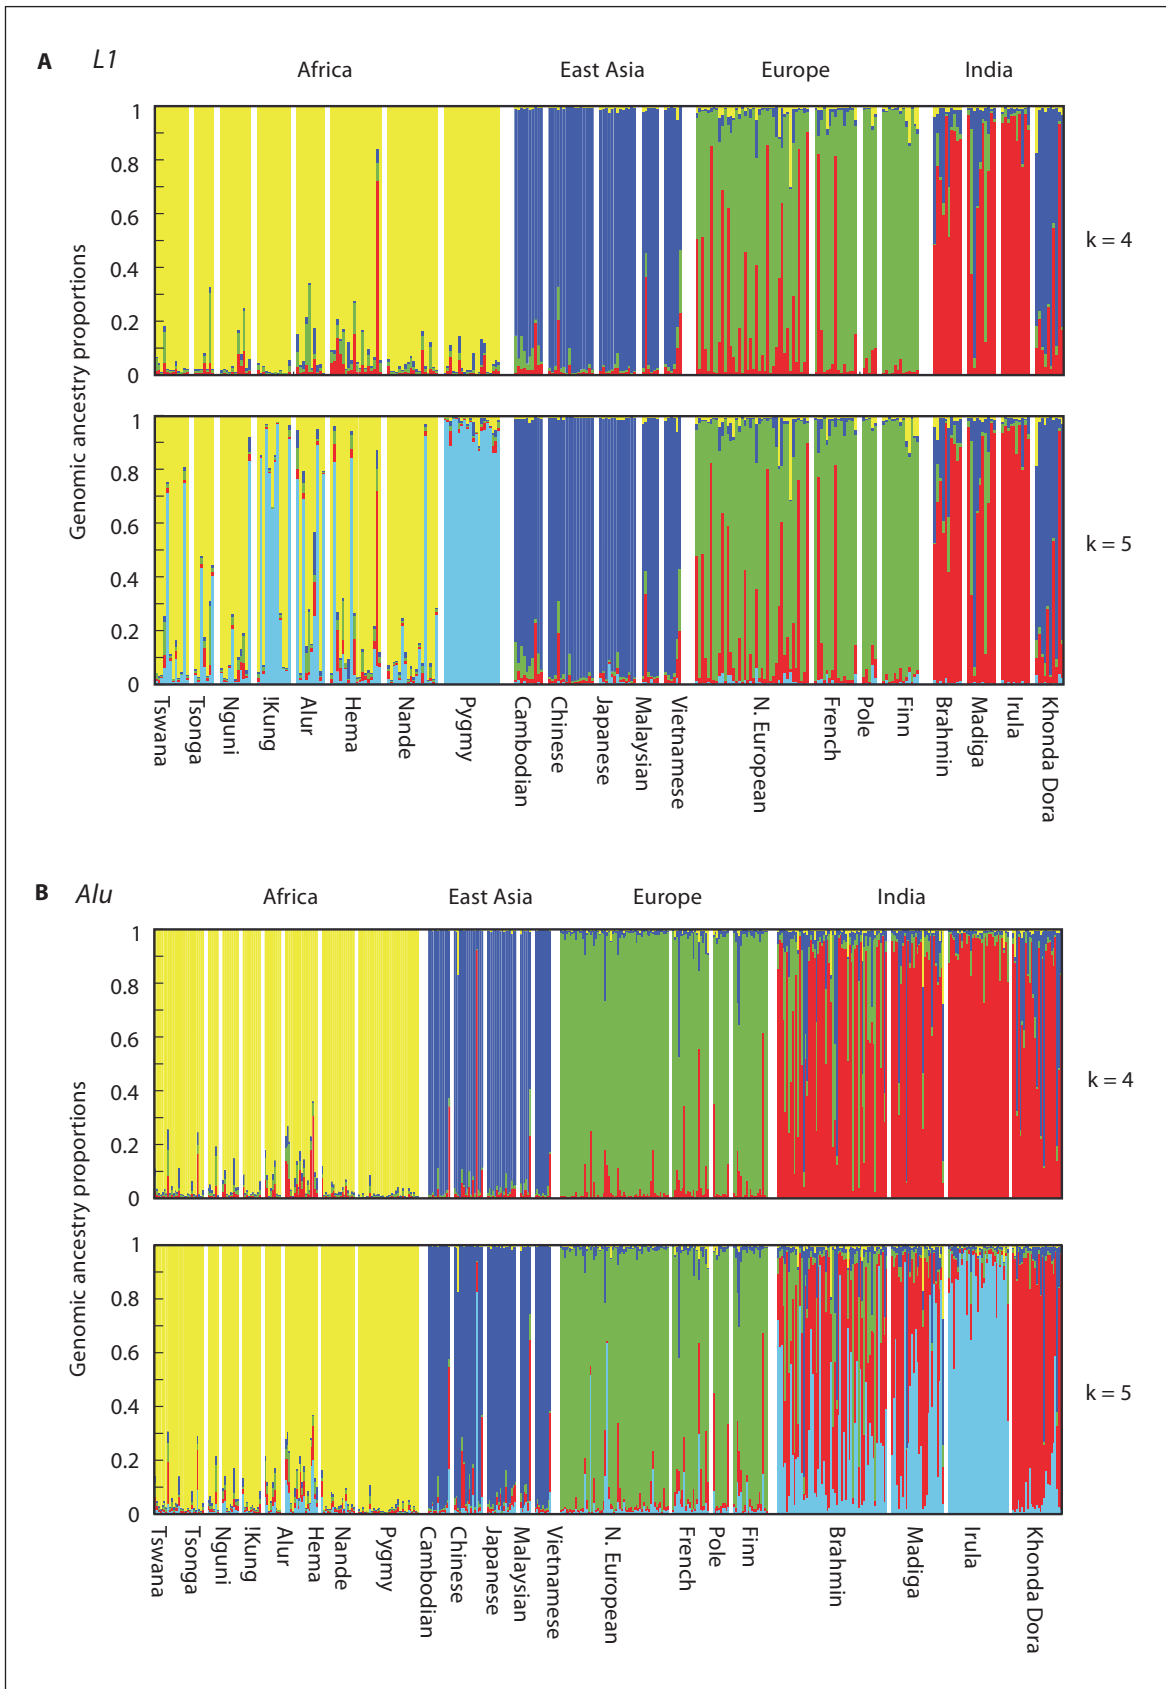 A L1
Africa East Asia Europe India
Genomic ancestry proportions
1
0.8
0.6
0.4
0.2
0
k = 4
1
0.8
0.6
0.4
0.2
0
k = 5
Tswana Tsonga Nguni !Kung Alur Hema Nande Pygmy Cambodian Chinese Japanese Malaysian Vietnamese N. European French Pole Finn Brahmin Madiga Irula Khonda Dora
B Alu
Africa East Asia Europe India
Genomic ancestry proportions
1
0.8
0.6
0.4
0.2
0
k = 4
1
0.8
0.6
0.4
0.2
0
k = 5
Tswana Tsonga Nguni !Kung Alur Hema Nande Pygmy Cambodian Chinese Japanese Malaysian Vietnamese N. European French Pole Finn Brahmin Madiga Irula Khonda Dora